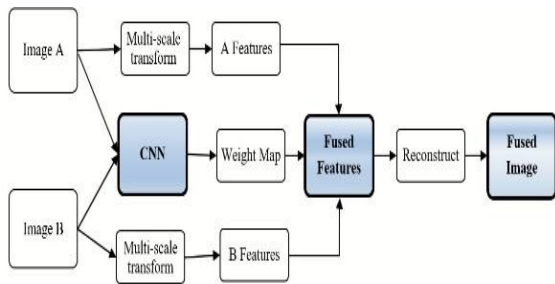 Image A
Multi-scale
transform
A Features
CNN
Weight Map
Fused
Features
Reconstruct
Fused
Image
Image B
Multi-scale
transform
B Features